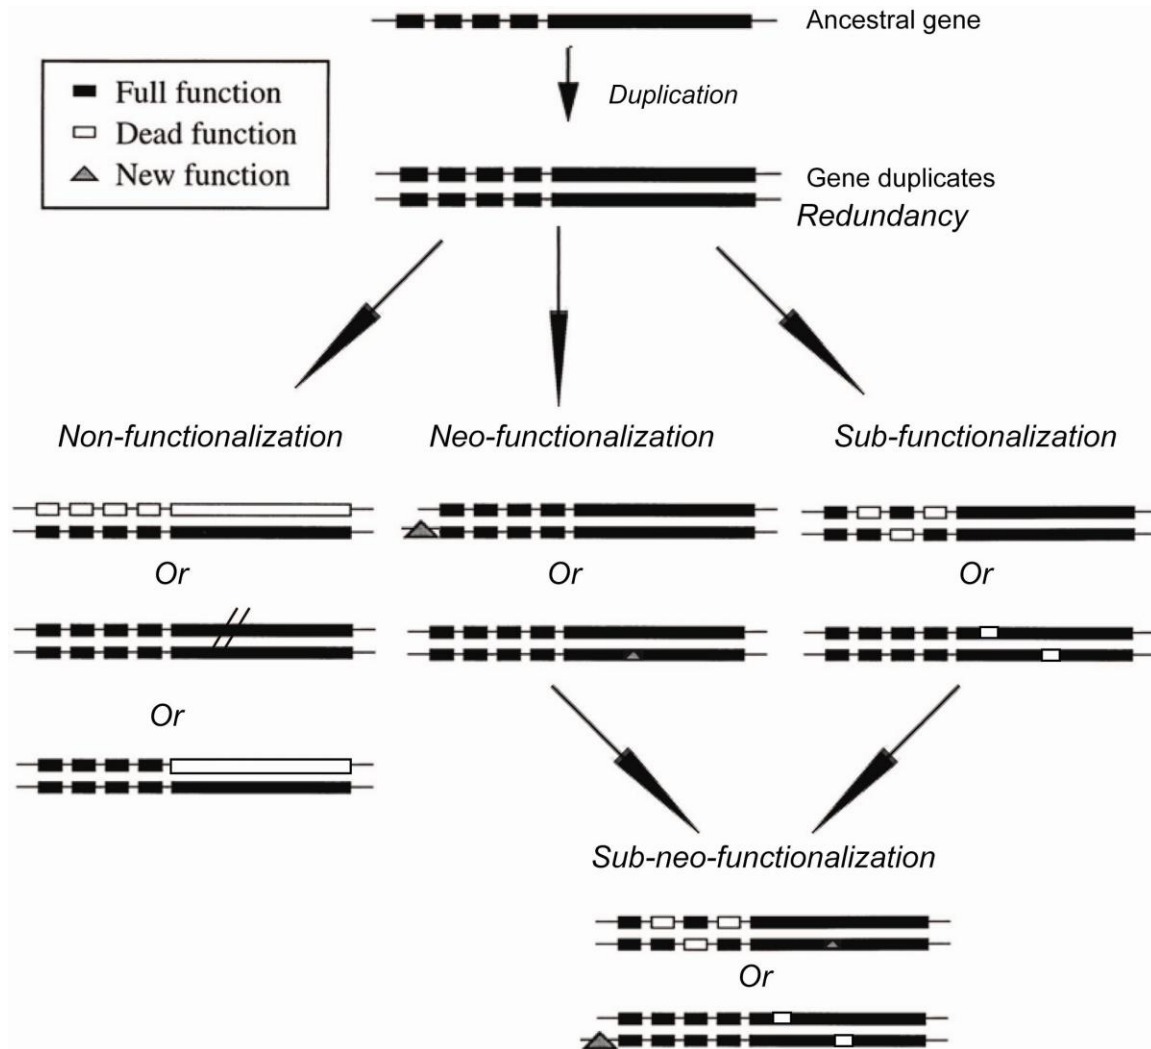 Ancestral gene
Full function
Dead function
New function
Duplication
Gene duplicates
Redundancy
Non-functionalization
Neo-functionalization
Sub-functionalization
Or
Or
Or
Or
Sub-neo-functionalization
Or